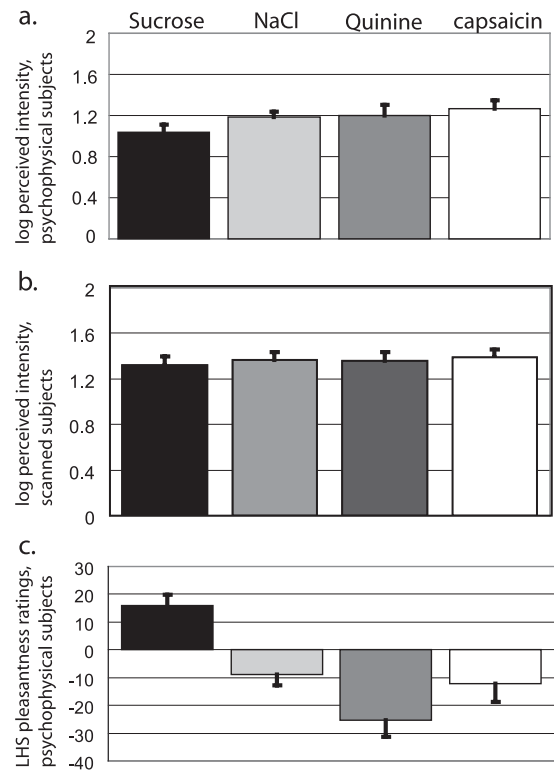 a.
Sucrose NaCl Quinine capsaicin
log perceived intensity,
psychophysical subjects
2
1.6
1.2
0.8
0.4
0
b.
log perceived intensity,
scanned subjects
2
1.6
1.2
0.8
0.4
0
c.
LHS pleasantness ratings,
psychophysical subjects
30
20
10
0
-10
-20
-30
-40